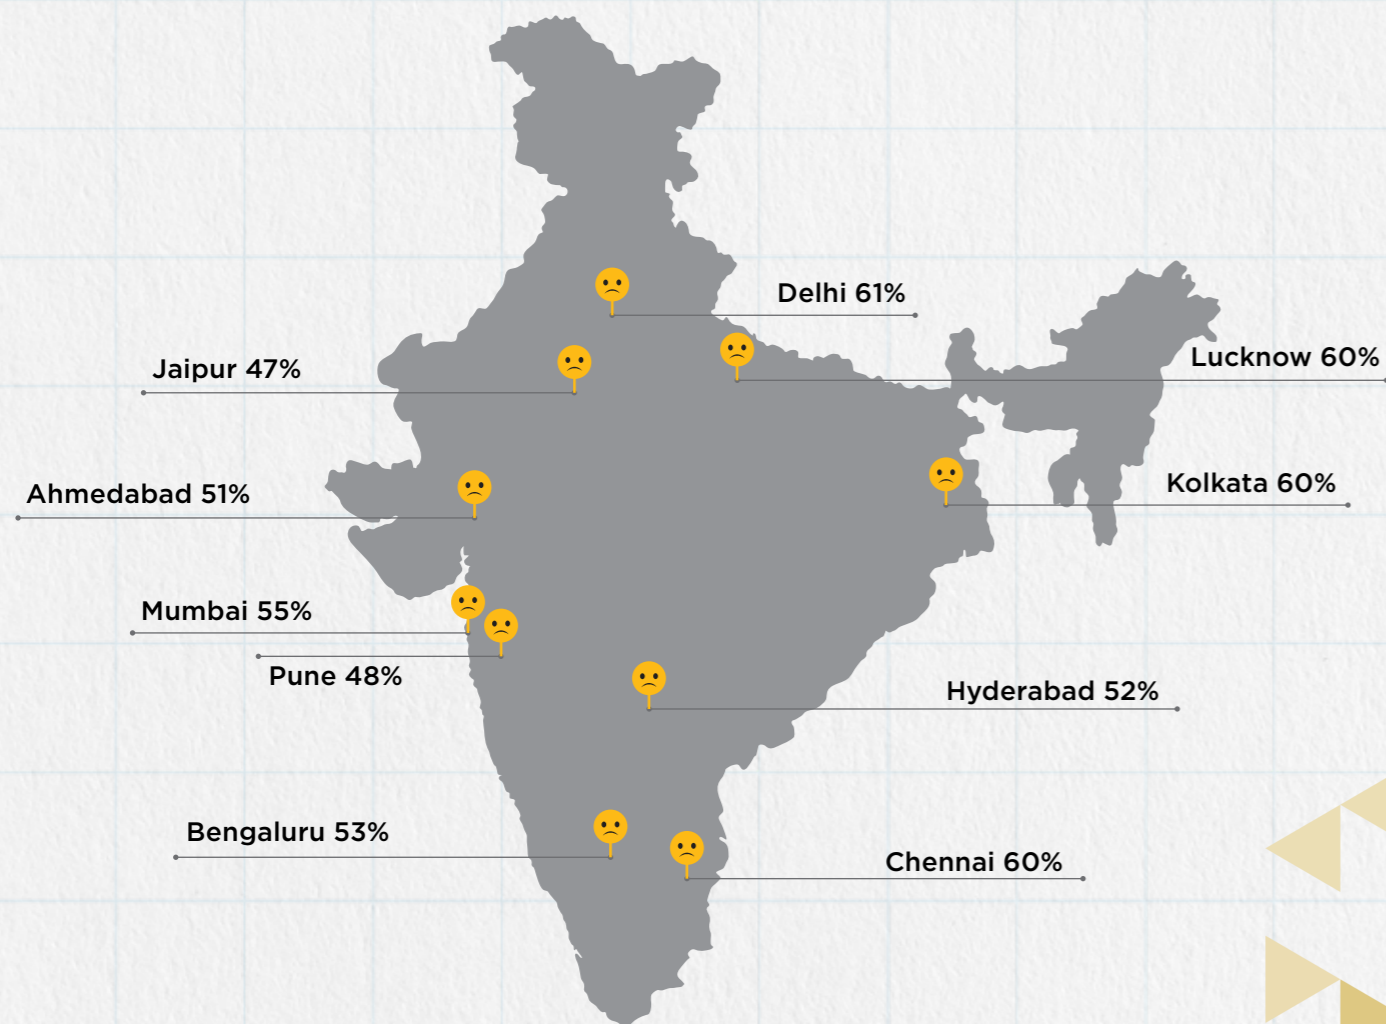 Delhi 61%
Lucknow 60%
Jaipur 47%
Kolkata 60%
Ahmedabad 51%
Mumbai 55%
Pune 48%
Hyderabad 52%
Bengaluru 53%
Chennai 60%